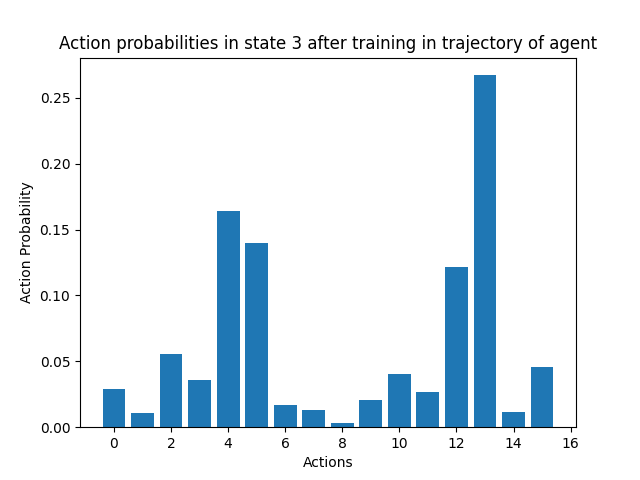 Action probabilities in state 3 after training in trajectory of agent
Action Probability
0.25
0.20
0.15
0.10
0.05
0.00
0 2 4 6 8 10 12 14 16
Actions